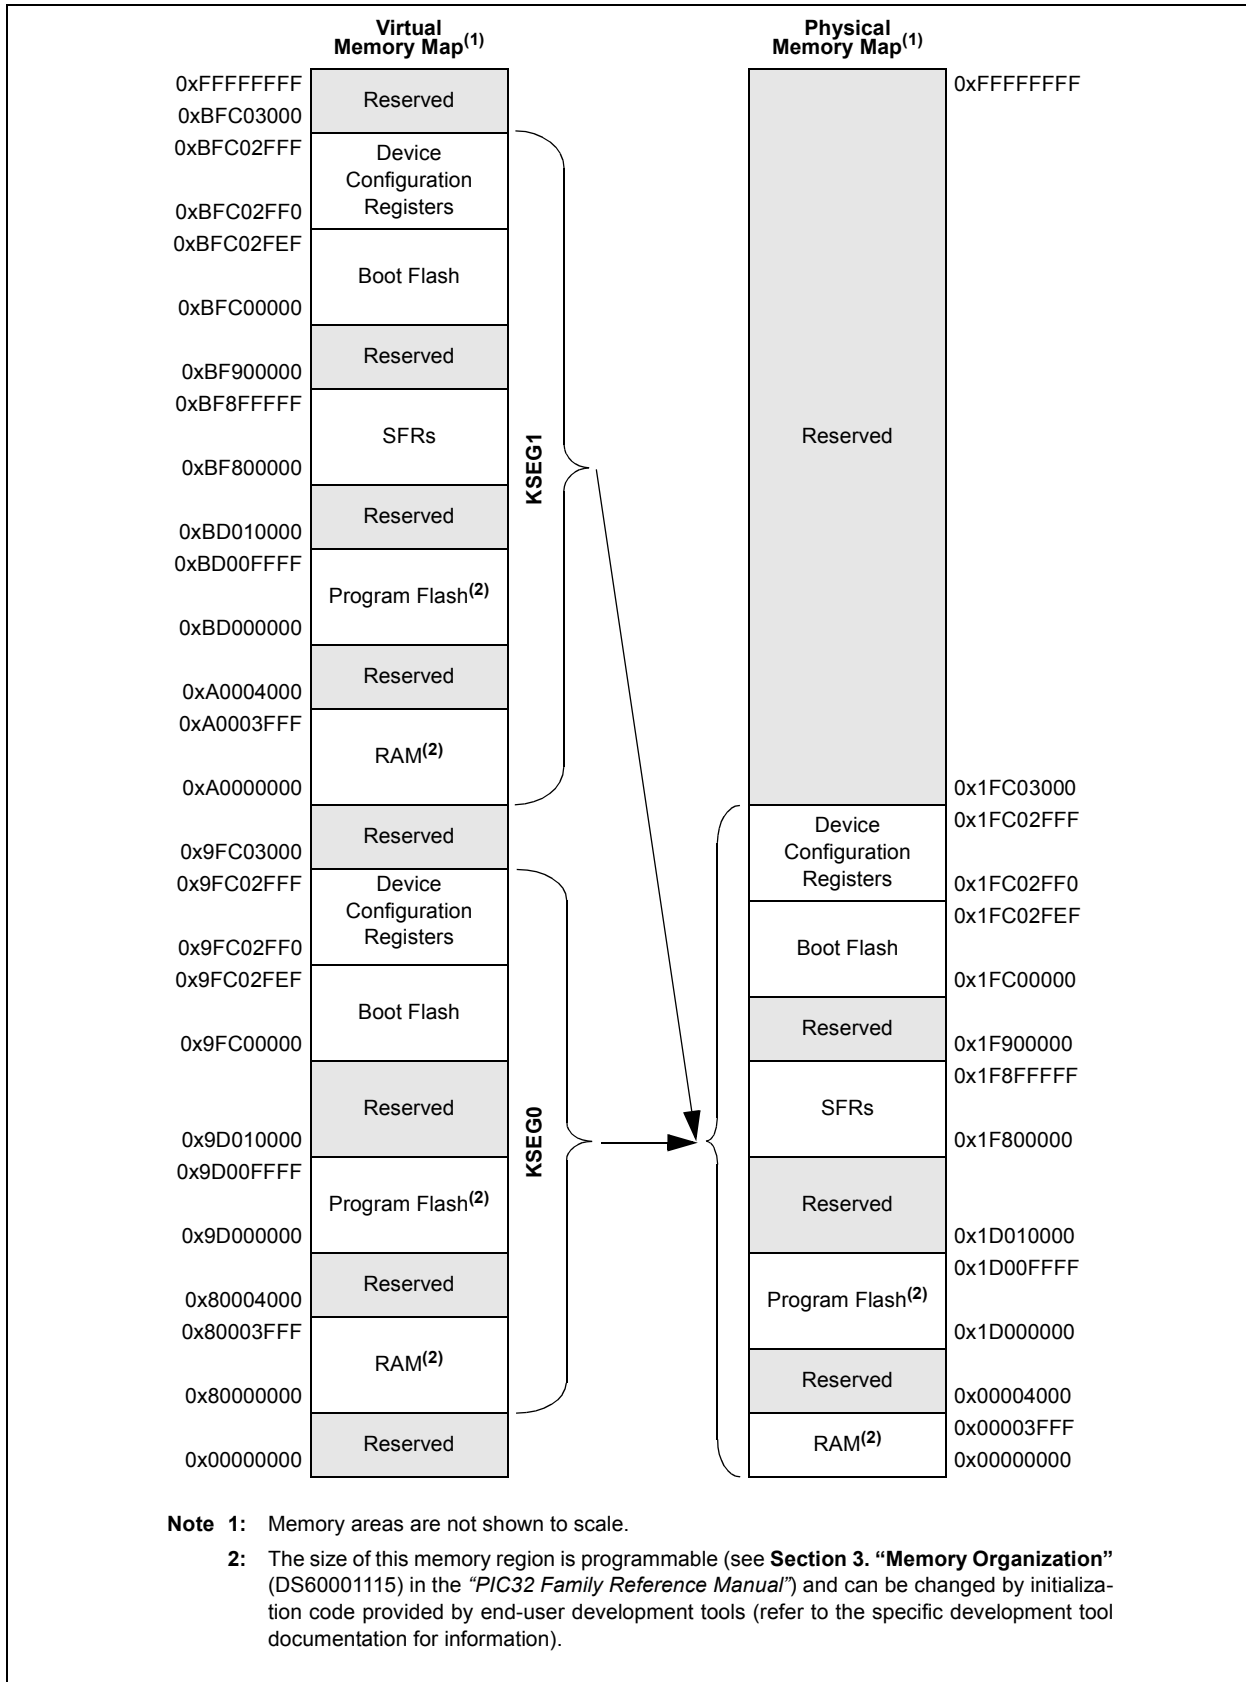 Virtual
Memory Map(1)
Physical
Memory Map(1)
0xFFFFFFFF
Reserved
0xBFC03000
0xBFC02FFF
Device
Configuration
Registers
0xBFC02FF0
0xBFC02FEF
Boot Flash
0xBFC00000
Reserved
0xBF900000
0xBF8FFFFF
SFRs
0xBF800000
Reserved
0xBD010000
0xBD00FFFF
Program Flash(2)
0xBD000000
Reserved
0xA0004000
0xA0003FFF
RAM(2)
0xA0000000
KSEG1
Reserved
0x9FC03000
0x9FC02FFF
Device
Configuration
Registers
0x9FC02FF0
0x9FC02FEF
Boot Flash
0x9FC00000
Reserved
0x9D010000
0x9D00FFFF
Program Flash(2)
0x9D000000
Reserved
0x80004000
0x80003FFF
RAM(2)
0x80000000
KSEG0
Reserved
0x00000000
0xFFFFFFFF
Reserved
0x1FC03000
0x1FC02FFF
Device
Configuration
Registers
0x1FC02FF0
0x1FC02FEF
Boot Flash
0x1FC00000
Reserved
0x1F900000
0x1F8FFFFF
SFRs
0x1F800000
Reserved
0x1D010000
0x1D00FFFF
Program Flash(2)
0x1D000000
Reserved
0x00004000
0x00003FFF
RAM(2)
0x00000000
Note 1: Memory areas are not shown to scale.
2: The size of this memory region is programmable (see Section 3. “Memory Organization”
(DS60001115) in the “PIC32 Family Reference Manual”) and can be changed by initializa-
tion code provided by end-user development tools (refer to the specific development tool
documentation for information).